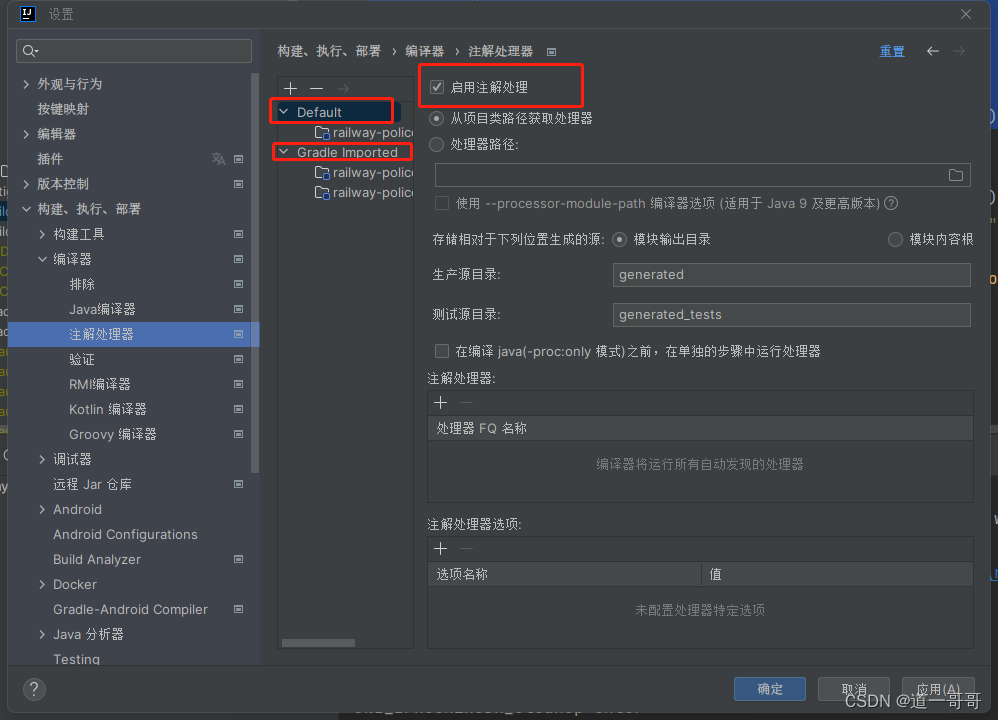 设置
外观与行为
按键映射
编辑器
插件
版本控制
构建、执行、部署
构建工具
编译器
排除
Java编译器
注解处理器
验证
RMI编译器
Kotlin 编译器
Groovy 编译器
调试器
远程 Jar 仓库
Android
Android Configurations
Build Analyzer
Docker
Gradle-Android Compiler
Java 分析器
Testing
构建、执行、部署 › 编译器 › 注解处理器
重置
Default
railway-police
Gradle Imported
railway-police
railway-police
启用注解处理
从项目类路径获取处理器
处理器路径:
使用 --processor-module-path 编译器选项 (适用于 Java 9 及更高版本)
存储相对于下列位置生成的源: 模块输出目录 模块内容根
生产源目录: generated
测试源目录: generated_tests
在编译 java(-proc:only 模式)之前，在单独的步骤中运行处理器
注解处理器:
处理器 FQ 名称
编译器将运行所有自动发现的处理器
注解处理器选项:
选项名称 值
未配置处理器特定选项
确定 取消 应用(A)
CSDN @道一哥哥